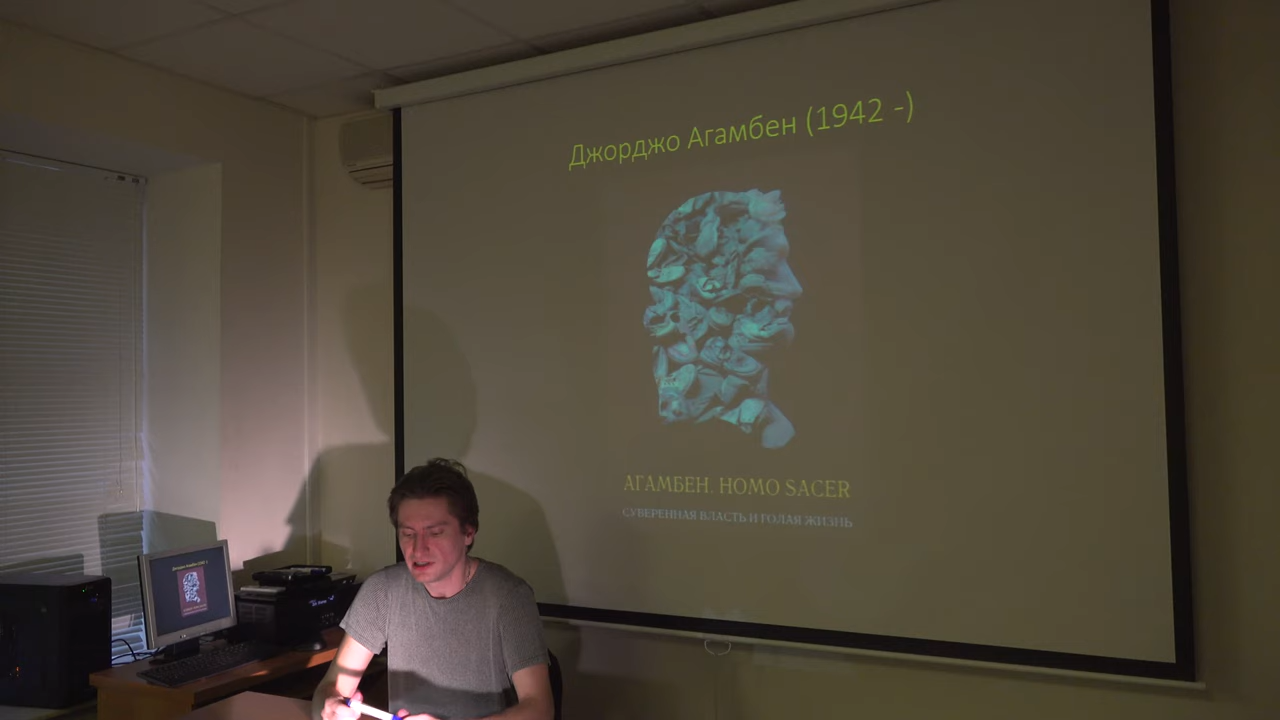 Джорджо Агамбен (1942 -)
АГАМБЕН. HOMO SACER
СУВЕРЕННАЯ ВЛАСТЬ И ГОЛАЯ ЖИЗНЬ